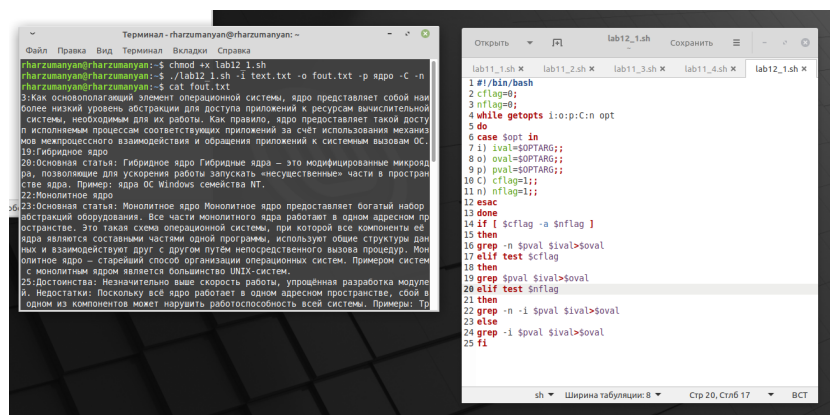 Терминал - rharzumanyan@rharzumanyan: ~
Файл Правка Вид Терминал Вкладки Справка
rharzumanyan@rharzumanyan:~$ chmod +x lab12_1.sh
rharzumanyan@rharzumanyan:~$ ./lab12_1.sh -i text.txt -o fout.txt -p ядро -C -n
rharzumanyan@rharzumanyan:~$ cat fout.txt
3:Как основополагающий элемент операционной системы, ядро представляет собой наи
более низкий уровень абстракции для доступа приложений к ресурсам вычислительной
 системы, необходимым для их работы. Как правило, ядро предоставляет такой досту
п исполняемым процессам соответствующих приложений за счёт использования механиз
мов межпроцессного взаимодействия и обращения приложений к системным вызовам ОС.
19:Гибридное ядро
20:Основная статья: Гибридное ядро Гибридные ядра — это модифицированные микрояд
ра, позволяющие для ускорения работы запускать «несущественные» части в простран
стве ядра. Пример: ядра ОС Windows семейства NT.
22:Монолитное ядро
23:Основная статья: Монолитное ядро Монолитное ядро предоставляет богатый набор
абстракций оборудования. Все части монолитного ядра работают в одном адресном пр
остранстве. Это такая схема операционной системы, при которой все компоненты её
ядра являются составными частями одной программы, используют общие структуры дан
ных и взаимодействуют друг с другом путём непосредственного вызова процедур. Мон
олитное ядро — старейший способ организации операционных систем. Примером систем
 с монолитным ядром является большинство UNIX-систем.
25:Достоинства: Незначительно выше скорость работы, упрощённая разработка модуле
й. Недостатки: Поскольку всё ядро работает в одном адресном пространстве, сбой в
 одном из компонентов может нарушить работоспособность всей системы. Примеры: Тр
Открыть lab12_1.sh Сохранить
~
lab11_1.sh × lab11_2.sh × lab11_3.sh × lab11_4.sh × lab12_1.sh ×
1 #!/bin/bash
2 cflag=0;
3 nflag=0;
4 while getopts i:o:p:C:n opt
5 do
6 case $opt in
7 i) ival=$OPTARG;;
8 o) oval=$OPTARG;;
9 p) pval=$OPTARG;;
10 C) cflag=1;;
11 n) nflag=1;;
12 esac
13 done
14 if [ $cflag -a $nflag ]
15 then
16 grep -n $pval $ival>$oval
17 elif test $cflag
18 then
19 grep $pval $ival>$oval
20 elif test $nflag
21 then
22 grep -n -i $pval $ival>$oval
23 else
24 grep -i $pval $ival>$oval
25 fi
sh Ширина табуляции: 8 Стр 20, Стлб 17 ВСТ